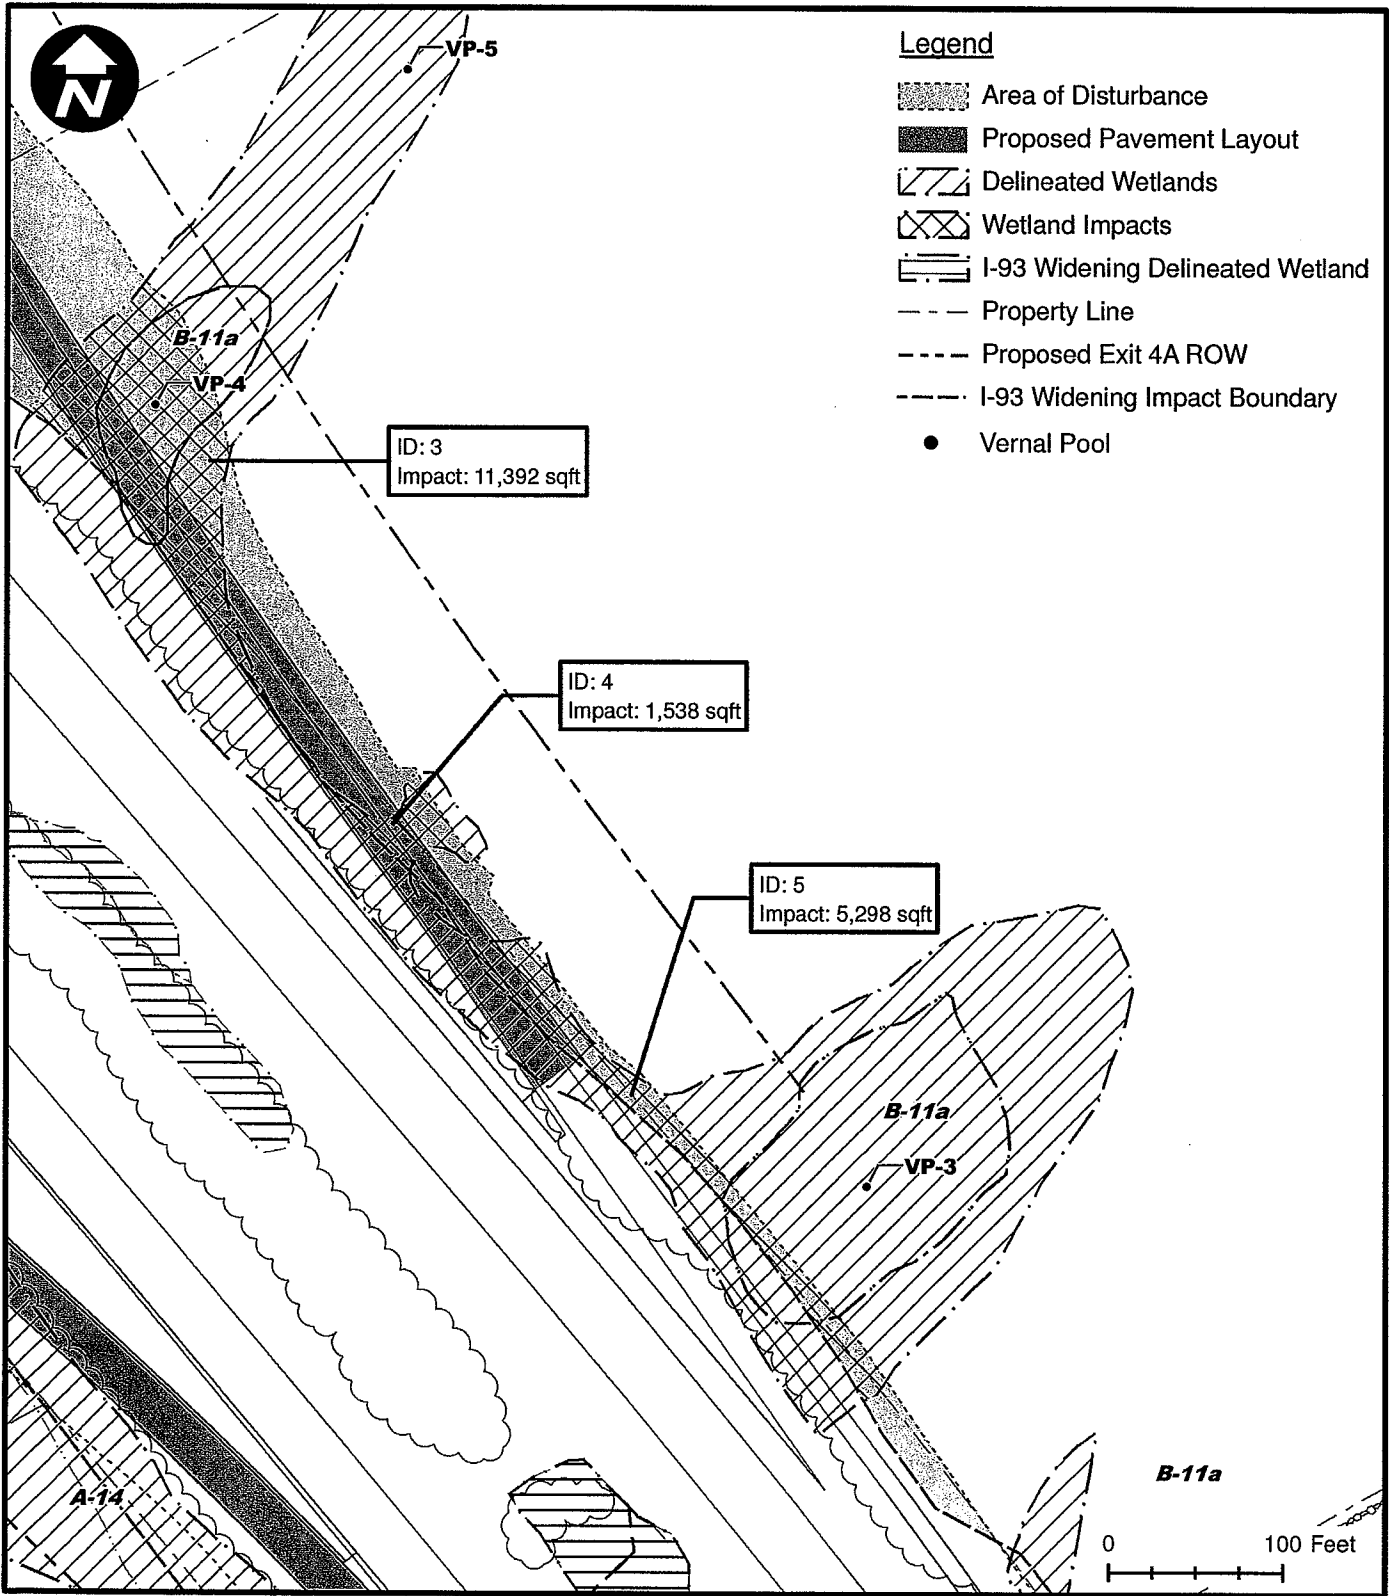 N
VP-5
Legend
Area of Disturbance
Proposed Pavement Layout
Delineated Wetlands
Wetland Impacts
I-93 Widening Delineated Wetland
Property Line
Proposed Exit 4A ROW
I-93 Widening Impact Boundary
Vernal Pool
B-11a
VP-4
ID: 3
Impact: 11,392 sqft
ID: 4
Impact: 1,538 sqft
ID: 5
Impact: 5,298 sqft
B-11a
VP-3
B-11a
A-14
0
100 Feet